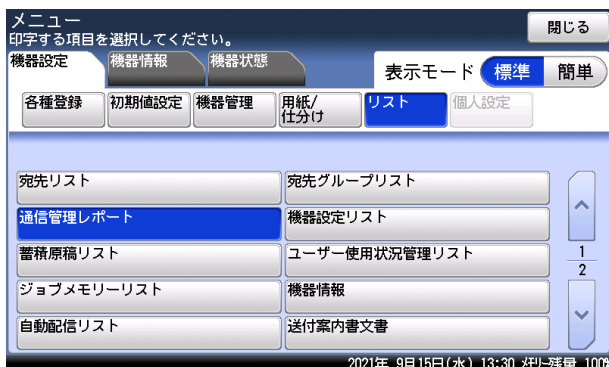 メニュー
印字する項目を選択してください。
閉じる
機器設定
機器情報
機器状態
表示モード
標準
簡単
各種登録
初期値設定
機器管理
用紙/
仕分け
リスト
個人設定
宛先リスト
宛先グループリスト
通信管理レポート
機器設定リスト
蓄積原稿リスト
ユーザー使用状況管理リスト
ジョブメモリーリスト
機器情報
自動配信リスト
送付案内書文書
1
2
2021年 9月15日(水) 13:30 ﾒﾓﾘｰ残量 100%